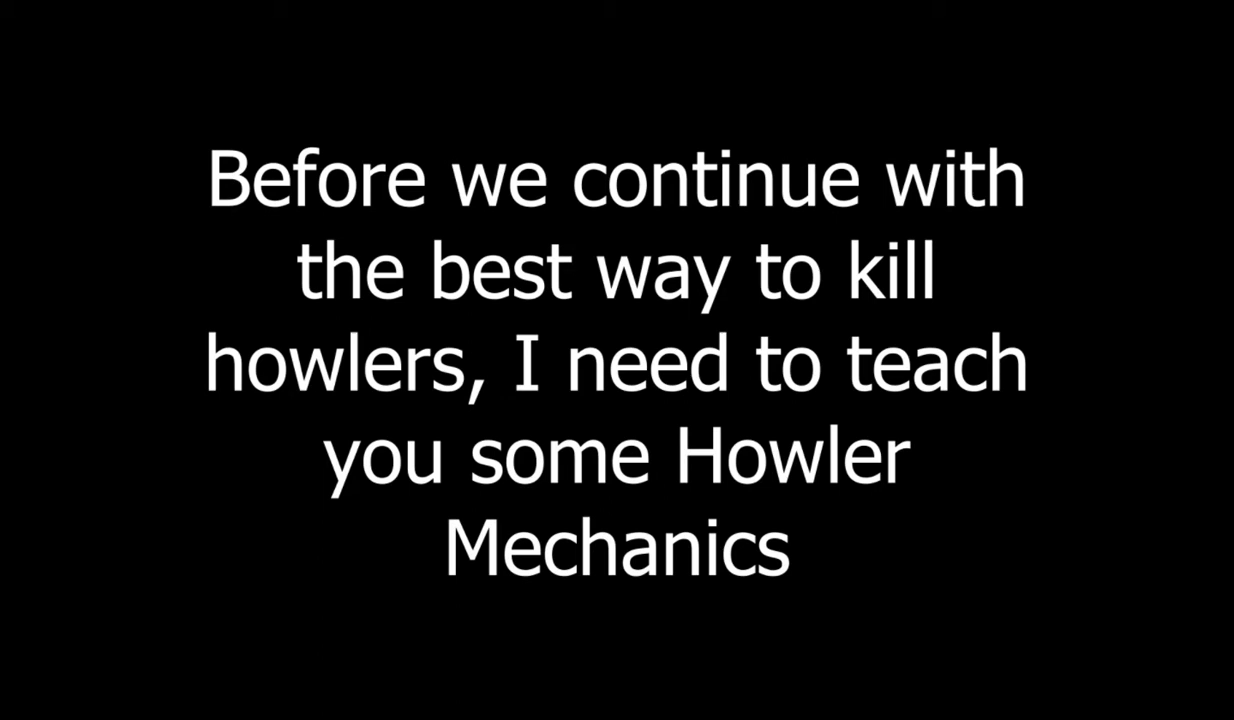 Before we continue with
the best way to kill
howlers, I need to teach
you some Howler
Mechanics